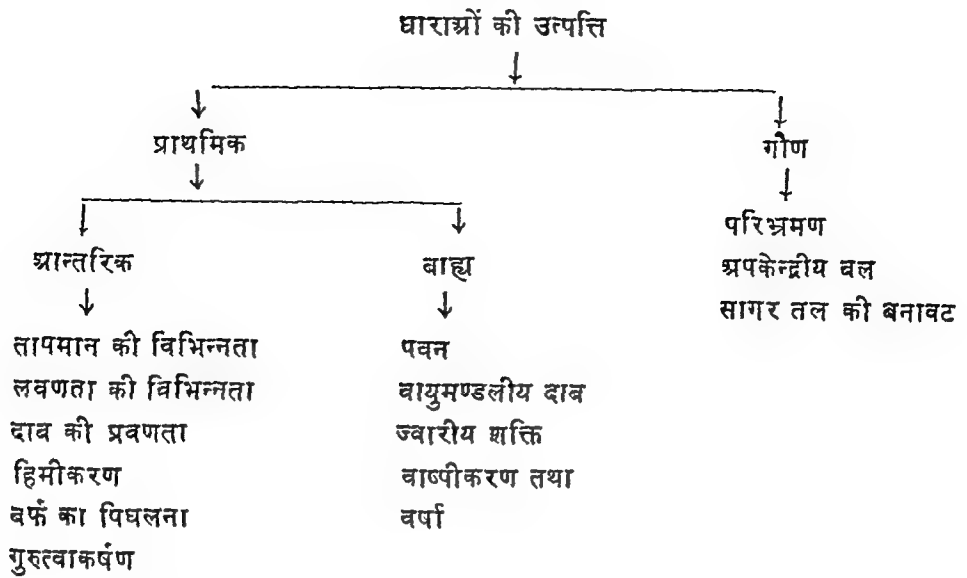 धाराओं की उत्पत्ति
प्राथमिक
गौण
आन्तरिक
बाह्य
परिभ्रमण
अपकेन्द्रीय बल
सागर तल की बनावट
तापमान की विभिन्नता
लवणता की विभिन्नता
दाब की प्रवणता
हिमीकरण
बर्फ का पिघलना
गुरुत्वाकर्षण
पवन
वायुमण्डलीय दाब
ज्वारीय शक्ति
वाष्पीकरण तथा
वर्षा